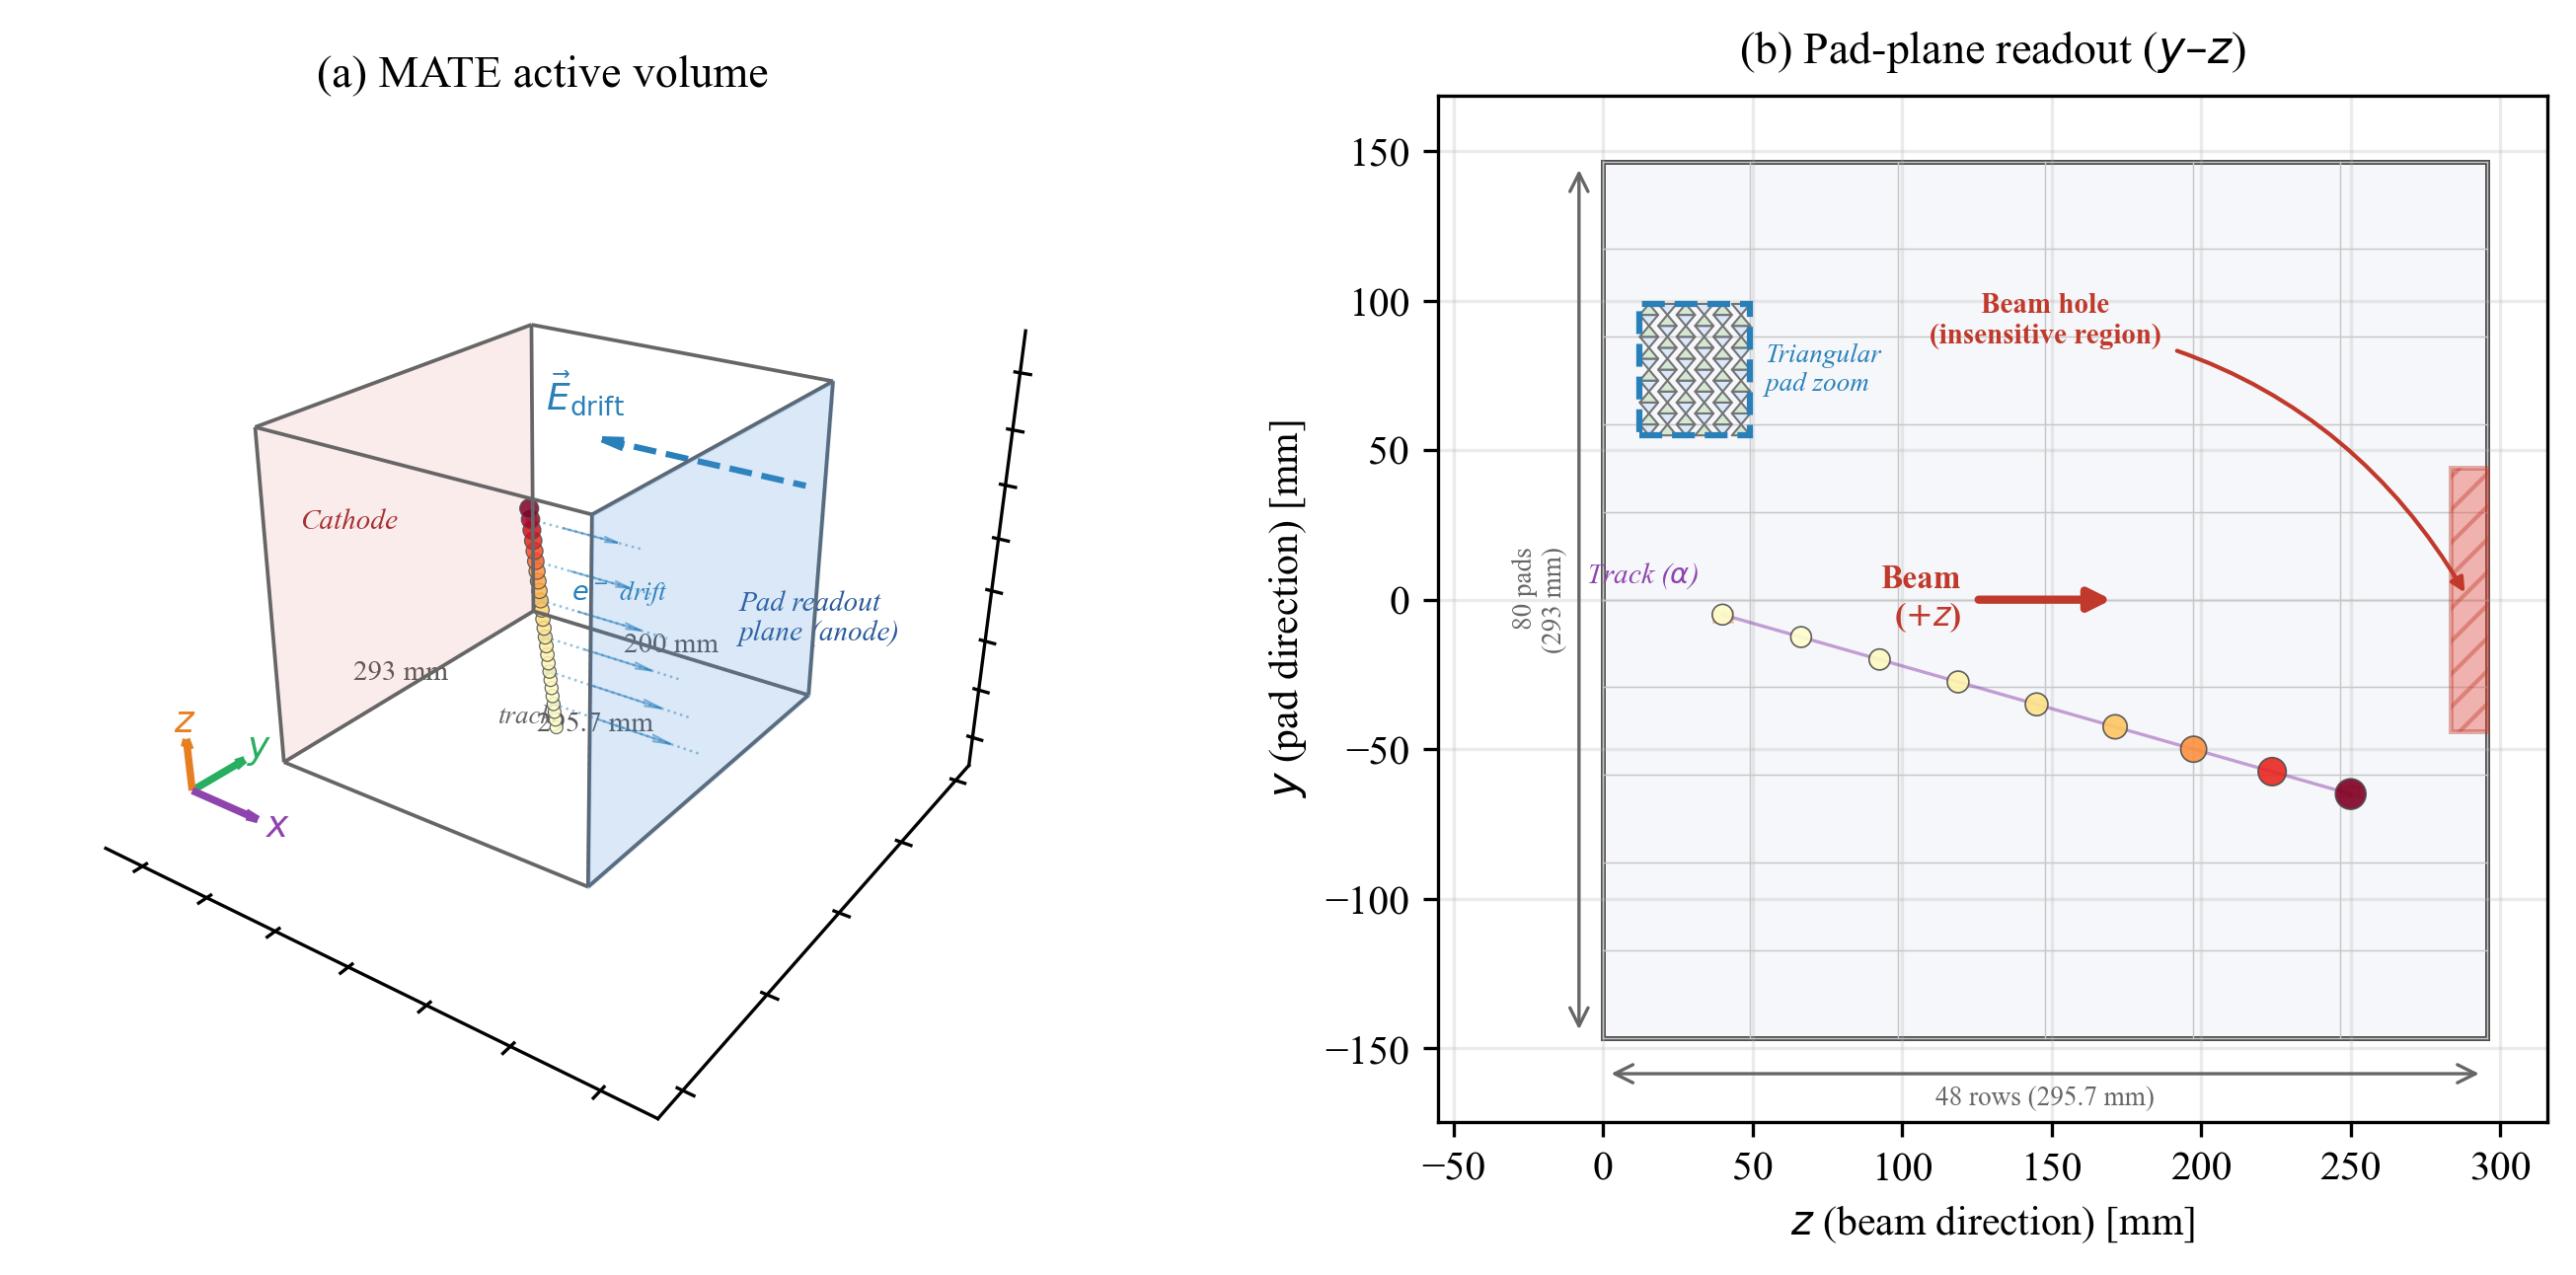 (a) MATE active volume
E⃗drift
Cathode
e⁻ drift
Pad readout
plane (anode)
200 mm
293 mm
track
295.7 mm
z
y
x
(b) Pad-plane readout (y−z)
150
100
50
0
−50
−100
−150
y (pad direction) [mm]
80 pads
(293 mm)
Beam hole
(insensitive region)
Triangular
pad zoom
Track (α)
Beam
(+z)
48 rows (295.7 mm)
−50
0
50
100
150
200
250
300
z (beam direction) [mm]